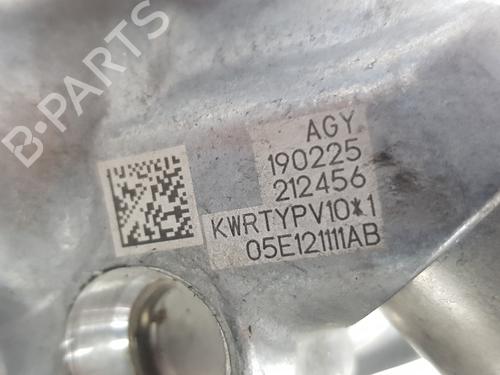 B-PARTS
AGY
190225
212456
KWRTYPV10*1
05E121111AB